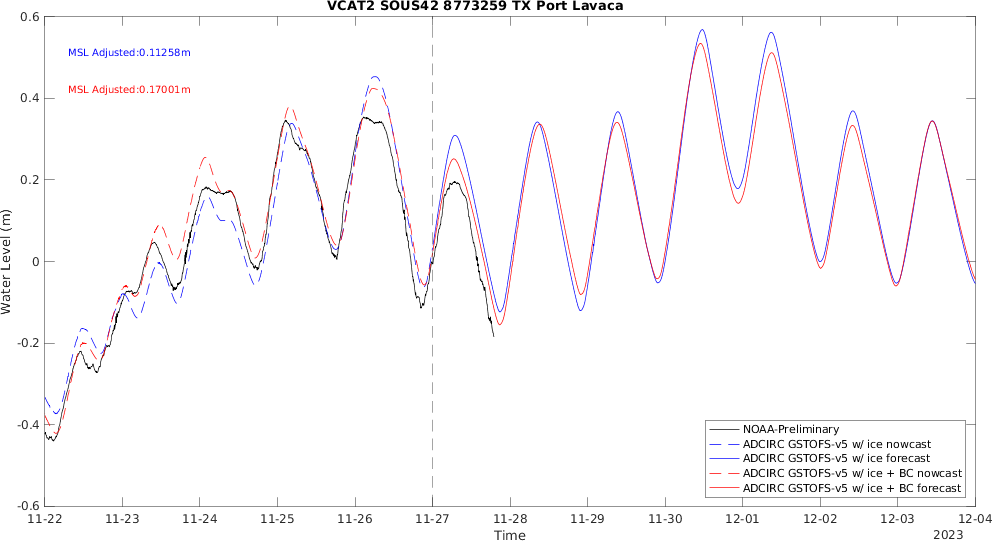 VCAT2 SOUS42 8773259 TX Port Lavaca
0.6
MSL Adjusted:0.11258m
MSL Adjusted:0.17001m
0.4
0.2
0
-0.2
-0.4
-0.6
Water Level (m)
NOAA-Preliminary
ADCIRC GSTOFS-v5 w/ ice nowcast
ADCIRC GSTOFS-v5 w/ ice forecast
ADCIRC GSTOFS-v5 w/ ice + BC nowcast
ADCIRC GSTOFS-v5 w/ ice + BC forecast
11-22 11-23 11-24 11-25 11-26 11-27 11-28 11-29 11-30 12-01 12-02 12-03 12-04
Time
2023